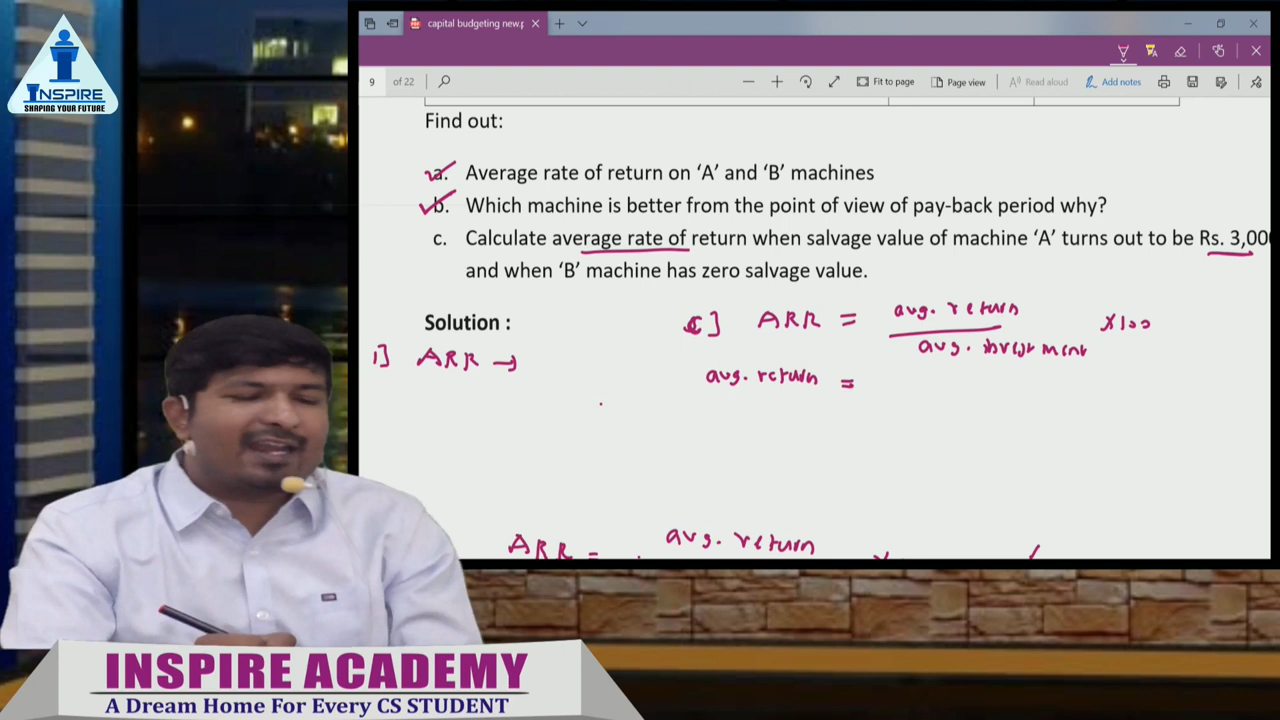 INSPIRE
SHAPING YOUR FUTURE
capital budgeting new.p
9 of 22
Fit to page
Page view
Read aloud
Add notes
Find out:
a. Average rate of return on ‘A’ and ‘B’ machines
b. Which machine is better from the point of view of pay-back period why?
c. Calculate average rate of return when salvage value of machine ‘A’ turns out to be Rs. 3,000
and when ‘B’ machine has zero salvage value.
Solution :
1] ARR →
c] ARR = avg. return
avg. investment
x100
avg. return =
ARR = avg. return
INSPIRE ACADEMY
A Dream Home For Every CS STUDENT